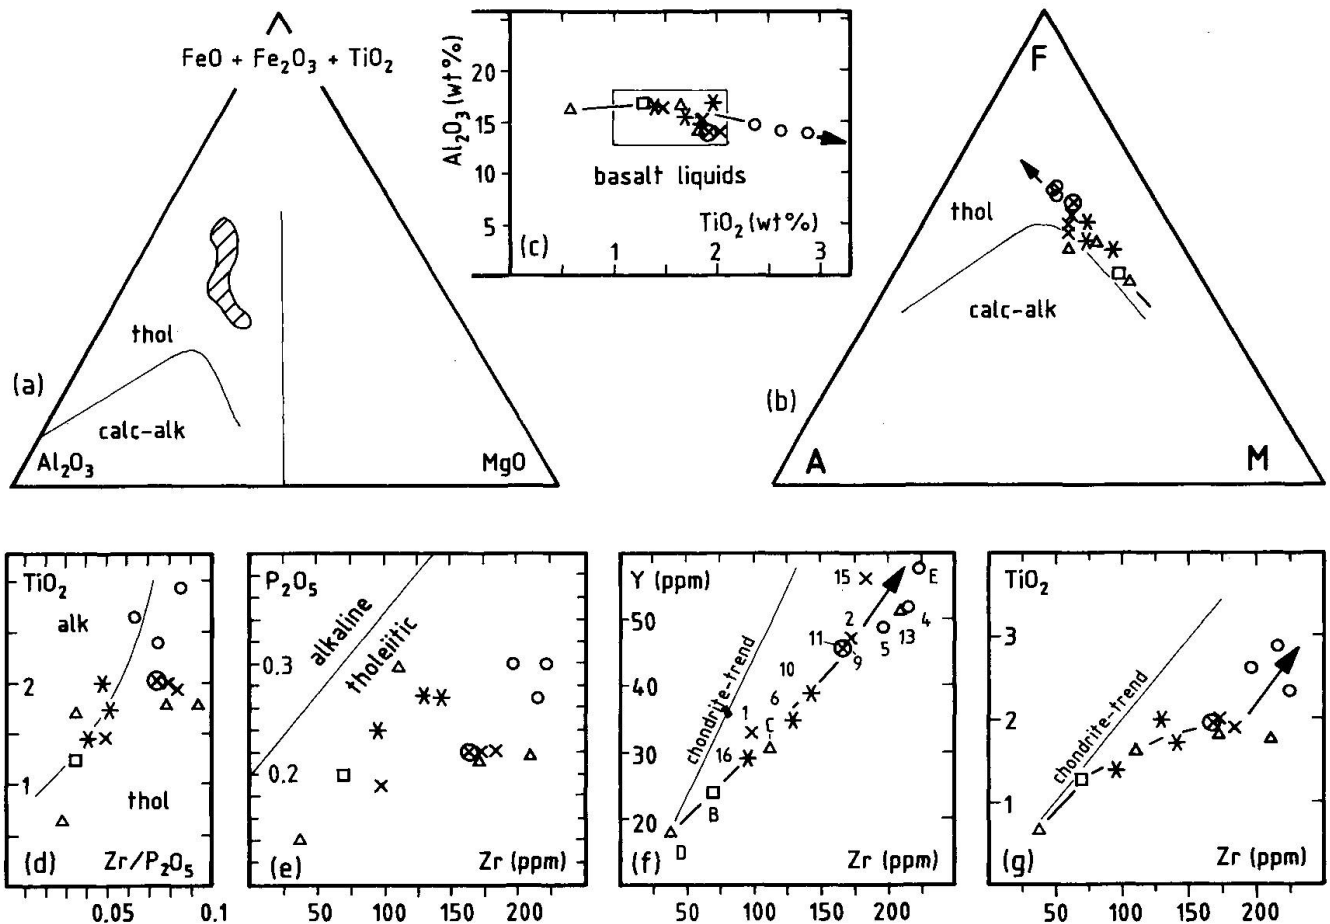 FeO + Fe₂O₃ + TiO₂
thol
(a)
calc-alk
Al₂O₃
MgO
Al₂O₃ (wt%)
20
15
10
5
basalt liquids
TiO₂ (wt%)
(c)
1
2
3
F
thol
calc-alk
(b)
A
M
TiO₂
alk
2
1
thol
(d)
Zr/P₂O₅
0.05
0.1
P₂O₅
alkaline
tholeiitic
0.3
0.2
(e)
Zr (ppm)
50
100
150
200
Y (ppm)
50
40
30
20
chondrite-trend
15
E
2
4
11
13
5
9
10
6
1
C
16
B
D
(f)
Zr (ppm)
50
100
150
200
TiO₂
3
2
1
chondrite-trend
(g)
Zr (ppm)
50
100
150
200